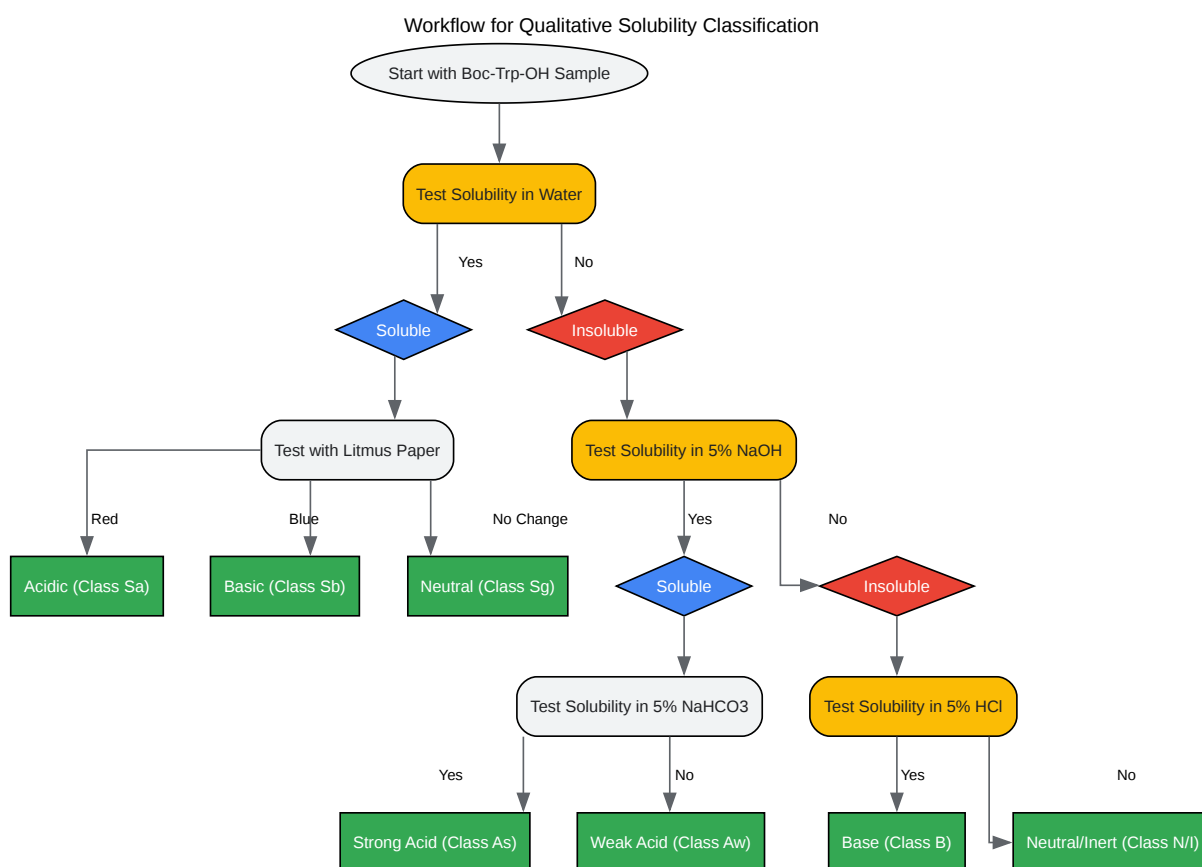 Workflow for Qualitative Solubility Classification
Start with Boc-Trp-OH Sample
Test Solubility in Water
Yes
No
Soluble
Insoluble
Test with Litmus Paper
Test Solubility in 5% NaOH
Red
Blue
No Change
Yes
No
Acidic (Class Sa)
Basic (Class Sb)
Neutral (Class Sg)
Soluble
Insoluble
Test Solubility in 5% NaHCO3
Test Solubility in 5% HCl
Yes
No
Yes
No
Strong Acid (Class As)
Weak Acid (Class Aw)
Base (Class B)
Neutral/Inert (Class N/I)